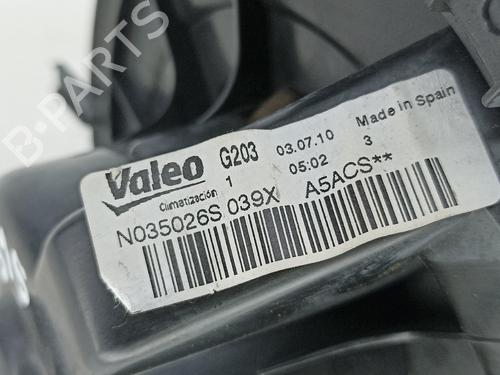 Valeo G203 03.07.10 Made in Spain
Climatización 1 05:02 3
N035026S 039X A5ACS**
B-PARTS